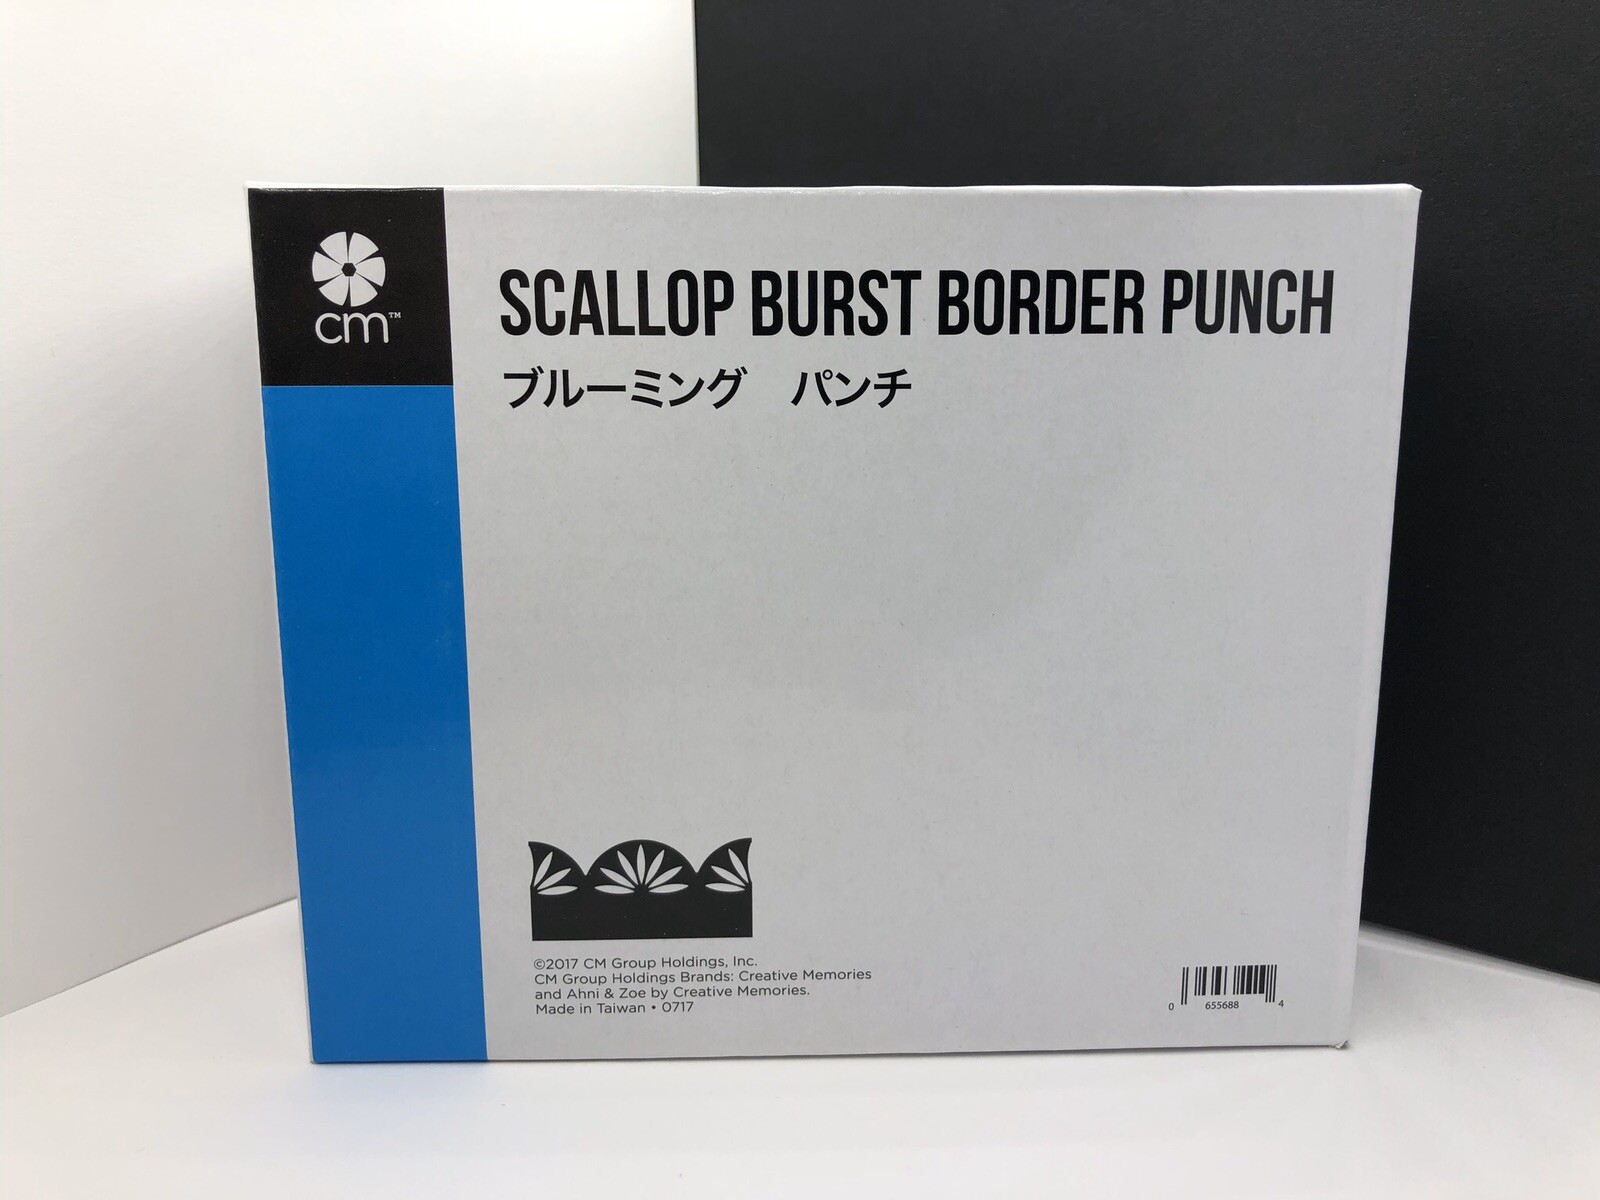 cm™
SCALLOP BURST BORDER PUNCH
ブルーミング　パンチ
©2017 CM Group Holdings, Inc.
CM Group Holdings Brands: Creative Memories
and Ahni & Zoe by Creative Memories.
Made in Taiwan • 0717
0 655688 4